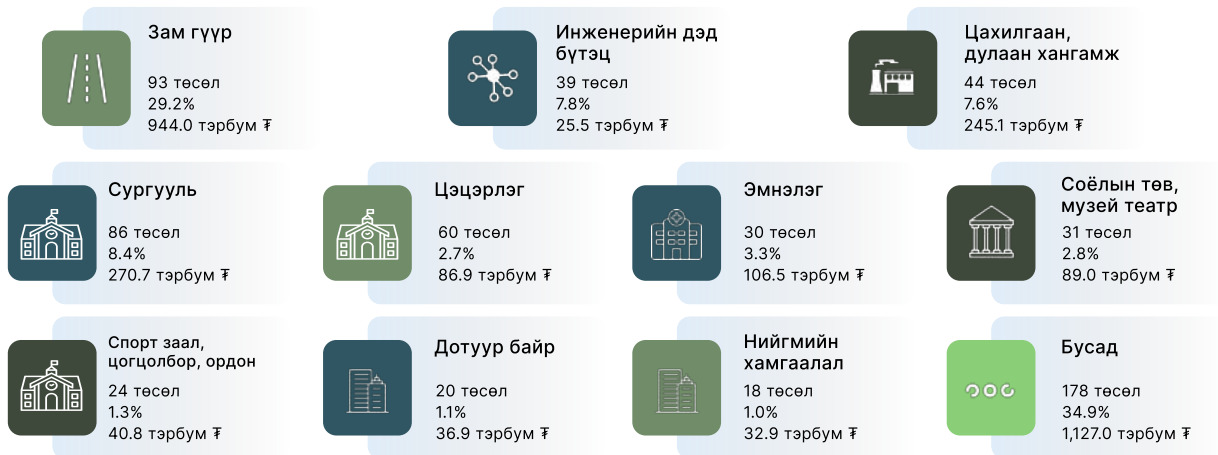 Зам гүүр
93 төсөл
29.2%
944.0 тэрбум ₮
Инженерийн дэд
бүтэц
39 төсөл
7.8%
25.5 тэрбум ₮
Цахилгаан,
дулаан хангамж
44 төсөл
7.6%
245.1 тэрбум ₮
Сургууль
86 төсөл
8.4%
270.7 тэрбум ₮
Цэцэрлэг
60 төсөл
2.7%
86.9 тэрбум ₮
Эмнэлэг
30 төсөл
3.3%
106.5 тэрбум ₮
Соёлын төв,
музей театр
31 төсөл
2.8%
89.0 тэрбум ₮
Спорт заал,
цогцолбор, ордон
24 төсөл
1.3%
40.8 тэрбум ₮
Дотуур байр
20 төсөл
1.1%
36.9 тэрбум ₮
Нийгмийн
хамгаалал
18 төсөл
1.0%
32.9 тэрбум ₮
Бусад
178 төсөл
34.9%
1,127.0 тэрбум ₮